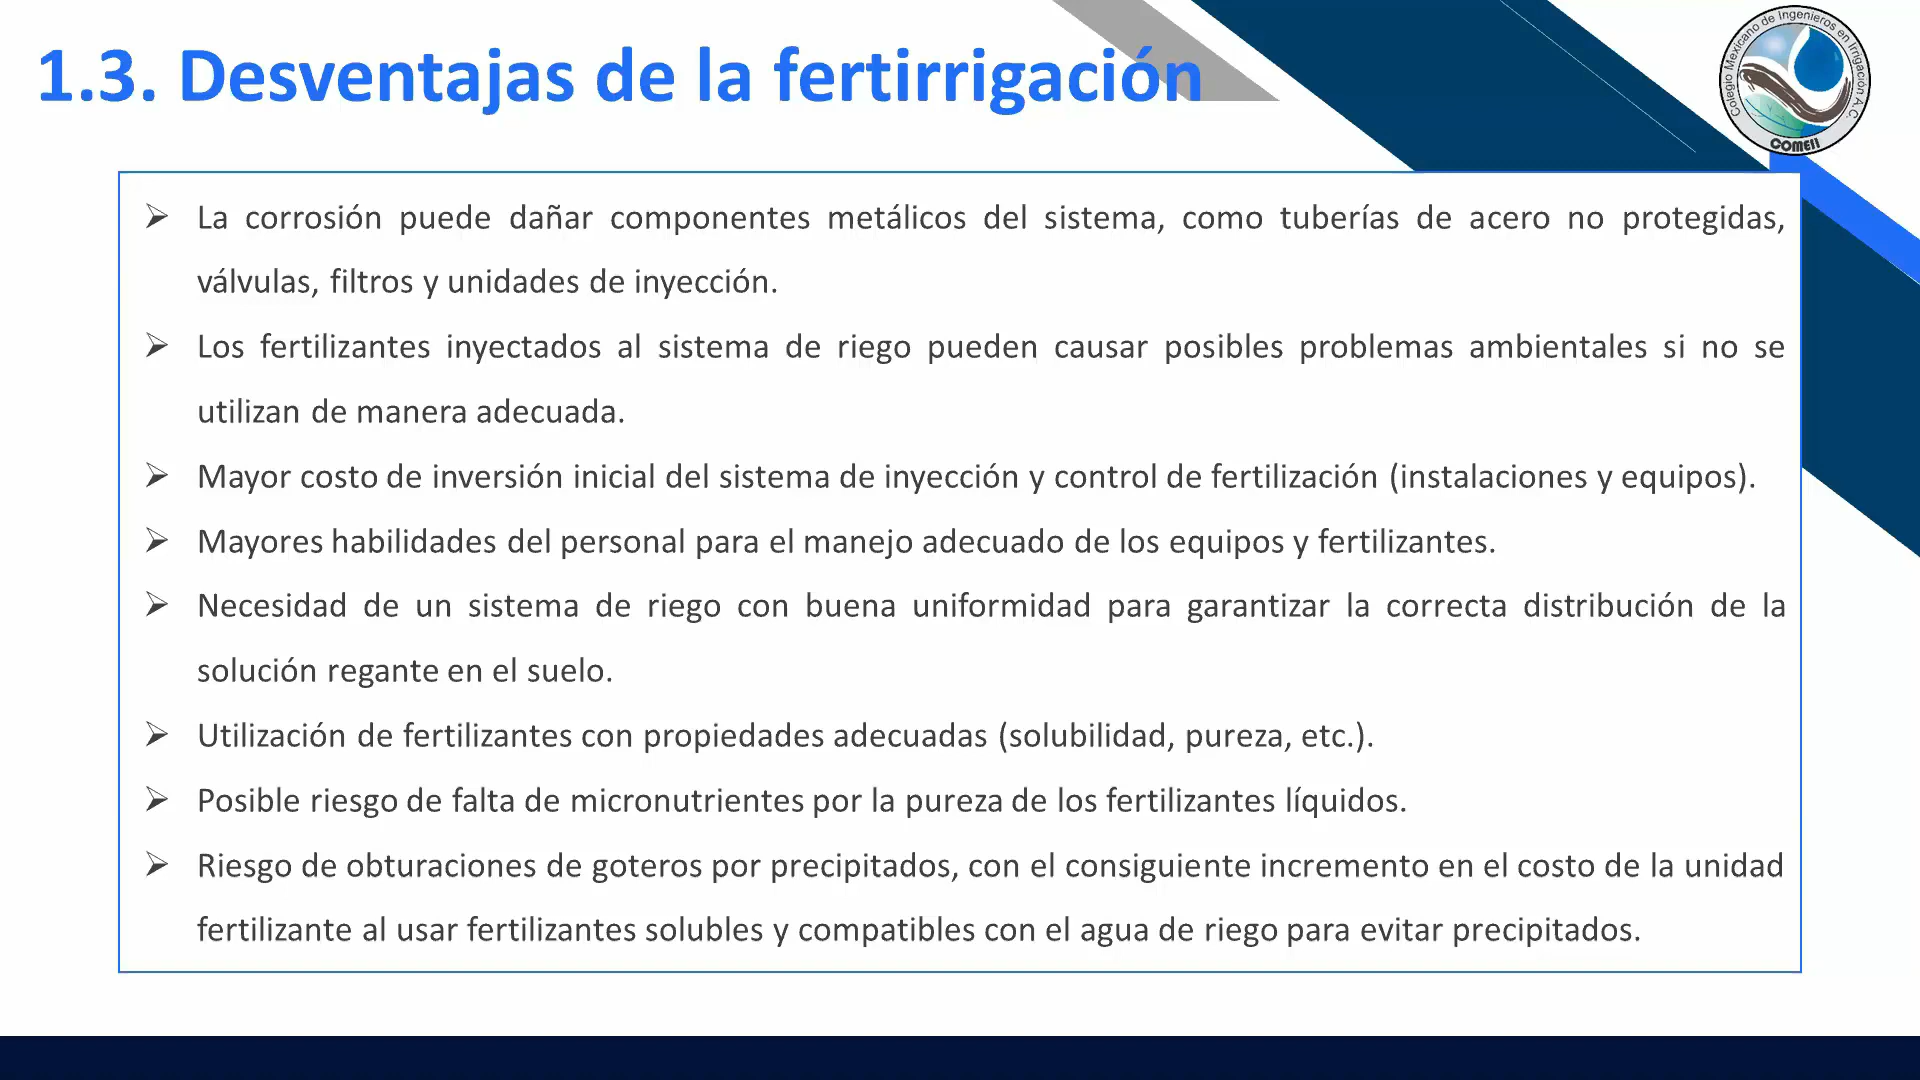 1.3. Desventajas de la fertirrigación
Colegio Mexicano de Ingenieros en Irrigación A.C.
COMEII
➢ La corrosión puede dañar componentes metálicos del sistema, como tuberías de acero no protegidas,
válvulas, filtros y unidades de inyección.
➢ Los fertilizantes inyectados al sistema de riego pueden causar posibles problemas ambientales si no se
utilizan de manera adecuada.
➢ Mayor costo de inversión inicial del sistema de inyección y control de fertilización (instalaciones y equipos).
➢ Mayores habilidades del personal para el manejo adecuado de los equipos y fertilizantes.
➢ Necesidad de un sistema de riego con buena uniformidad para garantizar la correcta distribución de la
solución regante en el suelo.
➢ Utilización de fertilizantes con propiedades adecuadas (solubilidad, pureza, etc.).
➢ Posible riesgo de falta de micronutrientes por la pureza de los fertilizantes líquidos.
➢ Riesgo de obturaciones de goteros por precipitados, con el consiguiente incremento en el costo de la unidad
fertilizante al usar fertilizantes solubles y compatibles con el agua de riego para evitar precipitados.